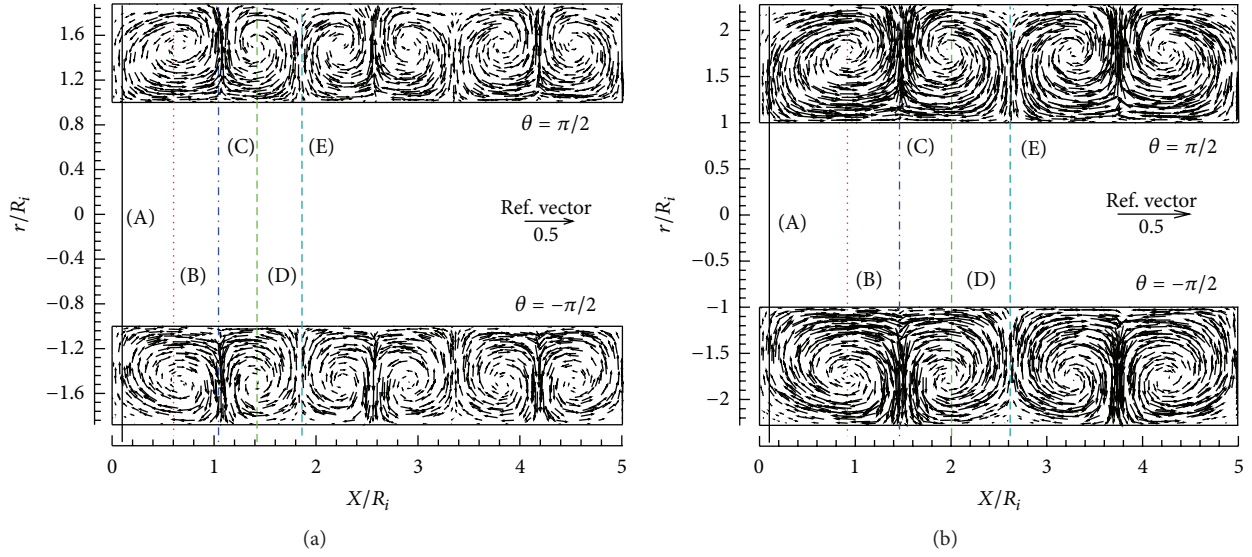 1.6
1.2
0.8
0.4
0
−0.4
−0.8
−1.2
−1.6
r/R_i
θ = π/2
(A)
(B)
(C)
(D)
(E)
Ref. vector
0.5
θ = −π/2
0 1 2 3 4 5
X/R_i
(a)
2
1.5
1
0.5
0
−0.5
−1
−1.5
−2
r/R_i
θ = π/2
(A)
(B)
(C)
(D)
(E)
Ref. vector
0.5
θ = −π/2
0 1 2 3 4 5
X/R_i
(b)